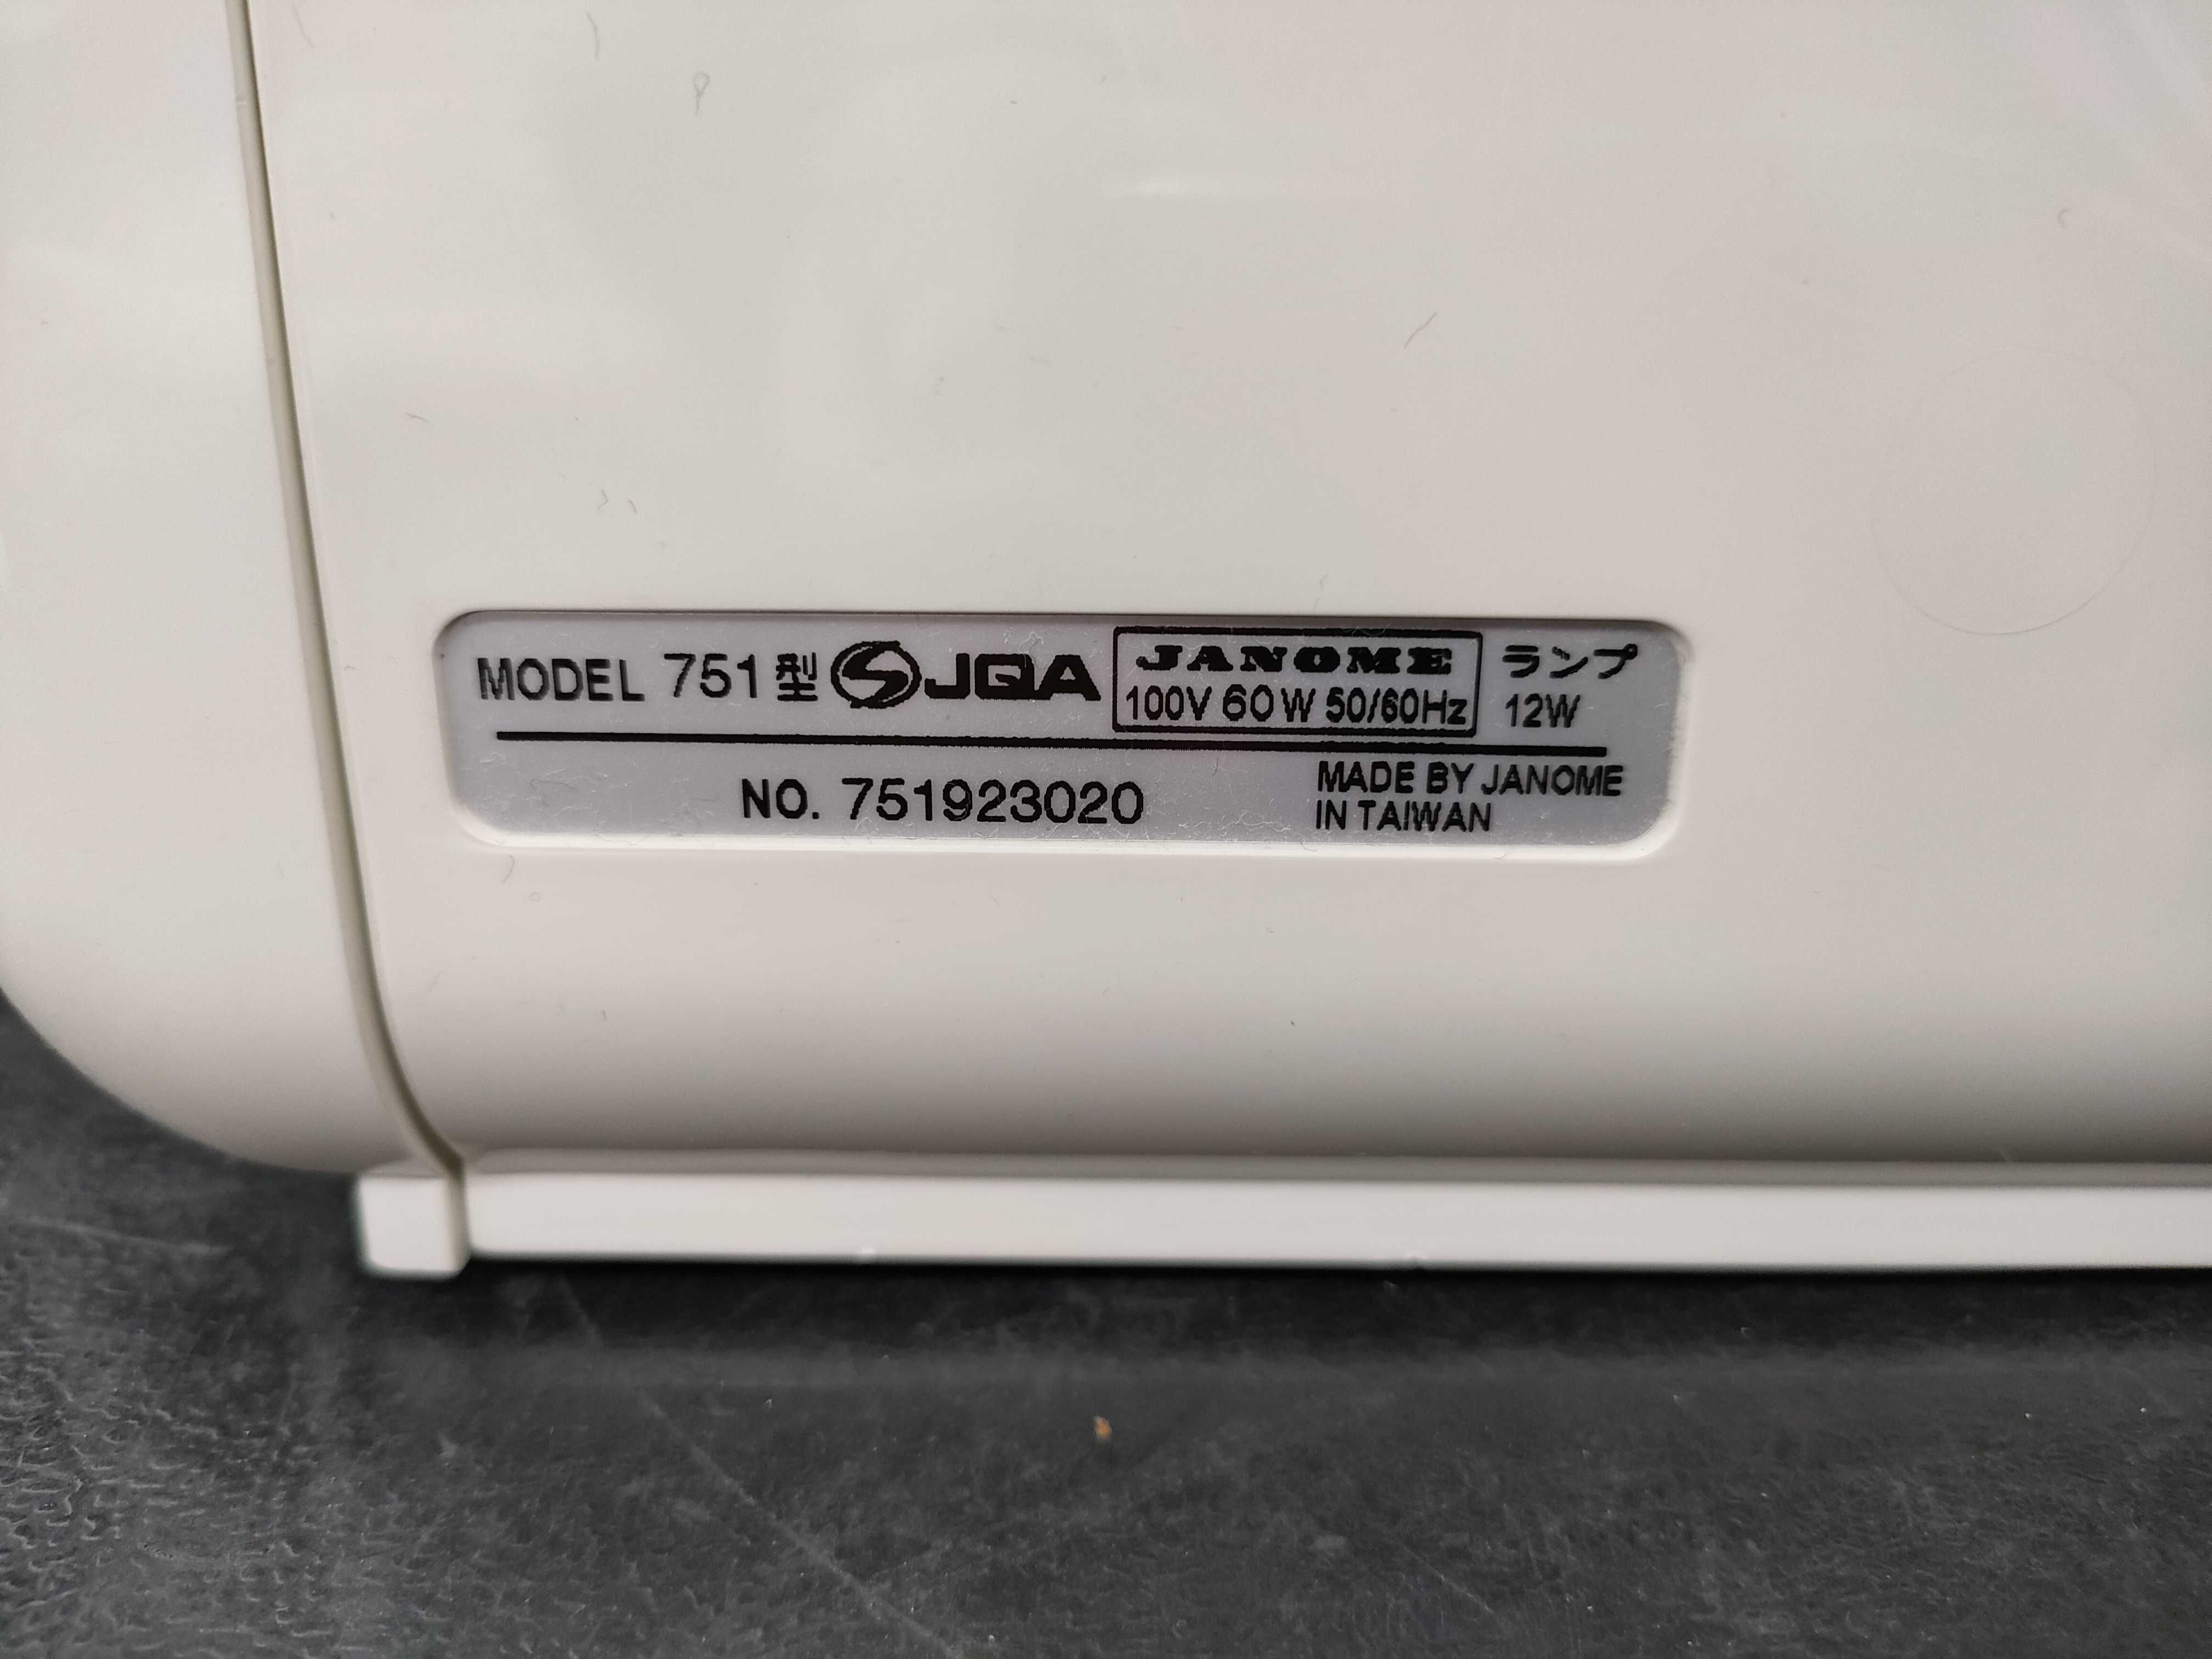 MODEL 751型 JQA JANOME ランプ
100V 60W 50/60Hz 12W
NO. 751923020 MADE BY JANOME
IN TAIWAN